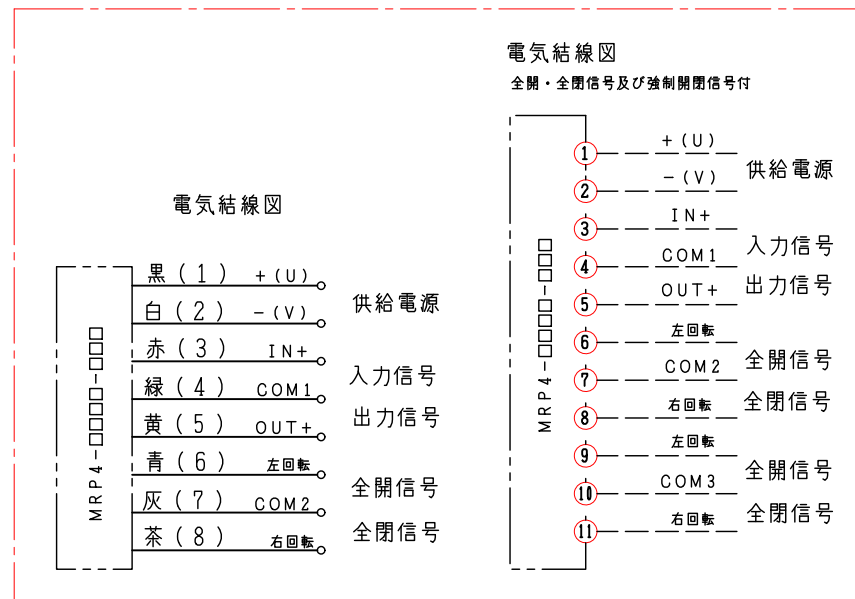 電気結線図
MRP4-□□□□-□□□
黒(1) +(U)
白(2) -(V)
供給電源
赤(3) IN+
緑(4) COM1
入力信号
黄(5) OUT+
出力信号
青(6) 左回転
灰(7) COM2
全開信号
茶(8) 右回転
全閉信号
電気結線図
全開・全閉信号及び強制開閉信号付
MRP4-□□□□-□□□
① +(U)
② -(V)
供給電源
③ IN+
④ COM1
入力信号
⑤ OUT+
出力信号
⑥ 左回転
⑦ COM2
全開信号
⑧ 右回転
全閉信号
⑨ 左回転
⑩ COM3
全開信号
⑪ 右回転
全閉信号